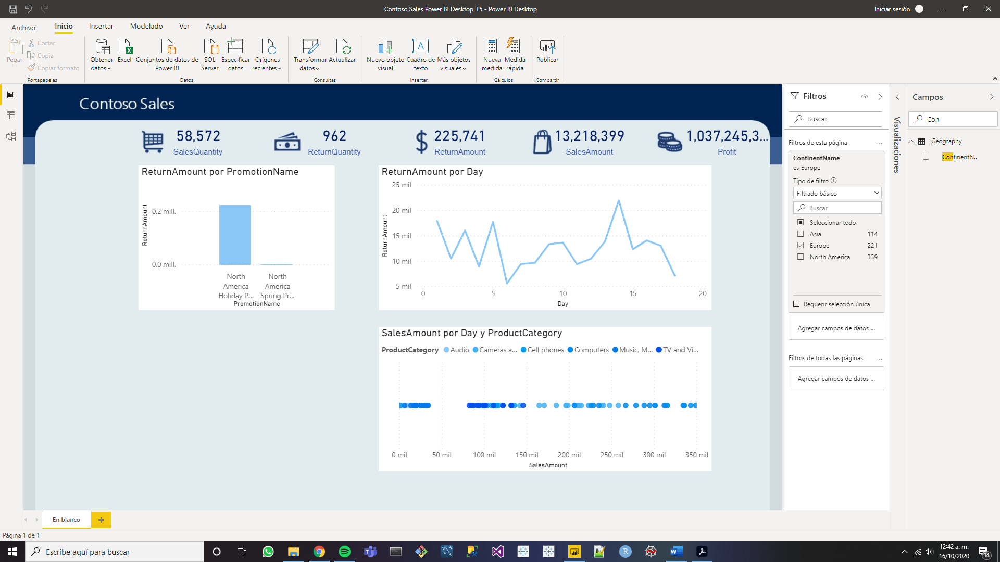 Contoso Sales Power BI Desktop_T5 - Power BI Desktop
Iniciar sesión
Archivo
Inicio
Insertar
Modelado
Ver
Ayuda
Pegar
Cortar
Copia
Copiar formato
Portapapeles
Obtener datos
Excel
Conjuntos de datos de Power BI
SQL Server
Especificar datos
Orígenes recientes
Datos
Transformar datos
Actualizar
Consultas
Nuevo objeto visual
Cuadro de texto
Más objetos visuales
Insertar
Nueva medida
Medida rápida
Cálculos
Publicar
Compartir
Contoso Sales
58,572
SalesQuantity
962
ReturnQuantity
225,741
ReturnAmount
13,218,399
SalesAmount
1,037,245,3...
Profit
ReturnAmount por PromotionName
ReturnAmount
0.2 mill.
0.0 mill.
North America Holiday P...
North America Spring Pr...
PromotionName
ReturnAmount por Day
ReturnAmount
25 mil
20 mil
15 mil
10 mil
5 mil
0 5 10 15 20
Day
SalesAmount por Day y ProductCategory
ProductCategory Audio Cameras a... Cell phones Computers Music, M... TV and Vi...
0 mil 50 mil 100 mil 150 mil 200 mil 250 mil 300 mil 350 mil
SalesAmount
Filtros
Buscar
Filtros de esta página ...
ContinentName
es Europe
Tipo de filtro
Filtrado básico
Buscar
Seleccionar todo
Asia 114
Europe 221
North America 339
Requerir selección única
Agregar campos de datos ...
Filtros de todas las páginas ...
Agregar campos de datos ...
Visualizaciones
Campos
Con
Geography
ContinentN...
En blanco
Página 1 de 1
Escribe aquí para buscar
12:42 a. m.
16/10/2020
14